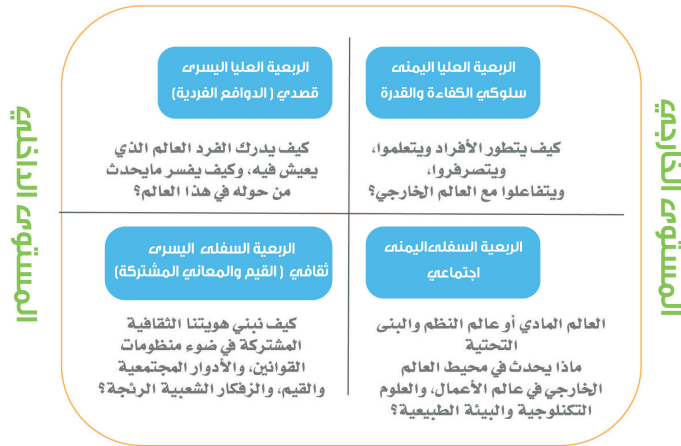 المستوى الخارجي
الربعية العليا اليمنى
سلوكي الكفاءة والقدرة
كيف يتطور الأفراد ويتعلموا،
ويتصرفروا،
ويتفاعلوا مع العالم الخارجي؟
الربعية العليا اليسرى
قصدي (الدوافع الفردية)
كيف يدرك الفرد العالم الذي
يعيش فيه، وكيف يفسر مايحدث
من حوله في هذا العالم؟
الربعية السفلى اليمنى
اجتماعي
العالم المادي أو عالم النظم والبنى
التحتية
ماذا يحدث في محيط العالم
الخارجي في عالم الأعمال، والعلوم
التكنلوجية والبيئة الطبيعية؟
الربعية السفلى اليسرى
ثقافي (القيم والمعاني المشتركة)
كيف نبني هويتنا الثقافية
المشتركة في ضوء منظومات
القوانين، والأدوار المجتمعية
والقيم، والزفكار الشعبية الرئجة؟
المستوى الداخلي